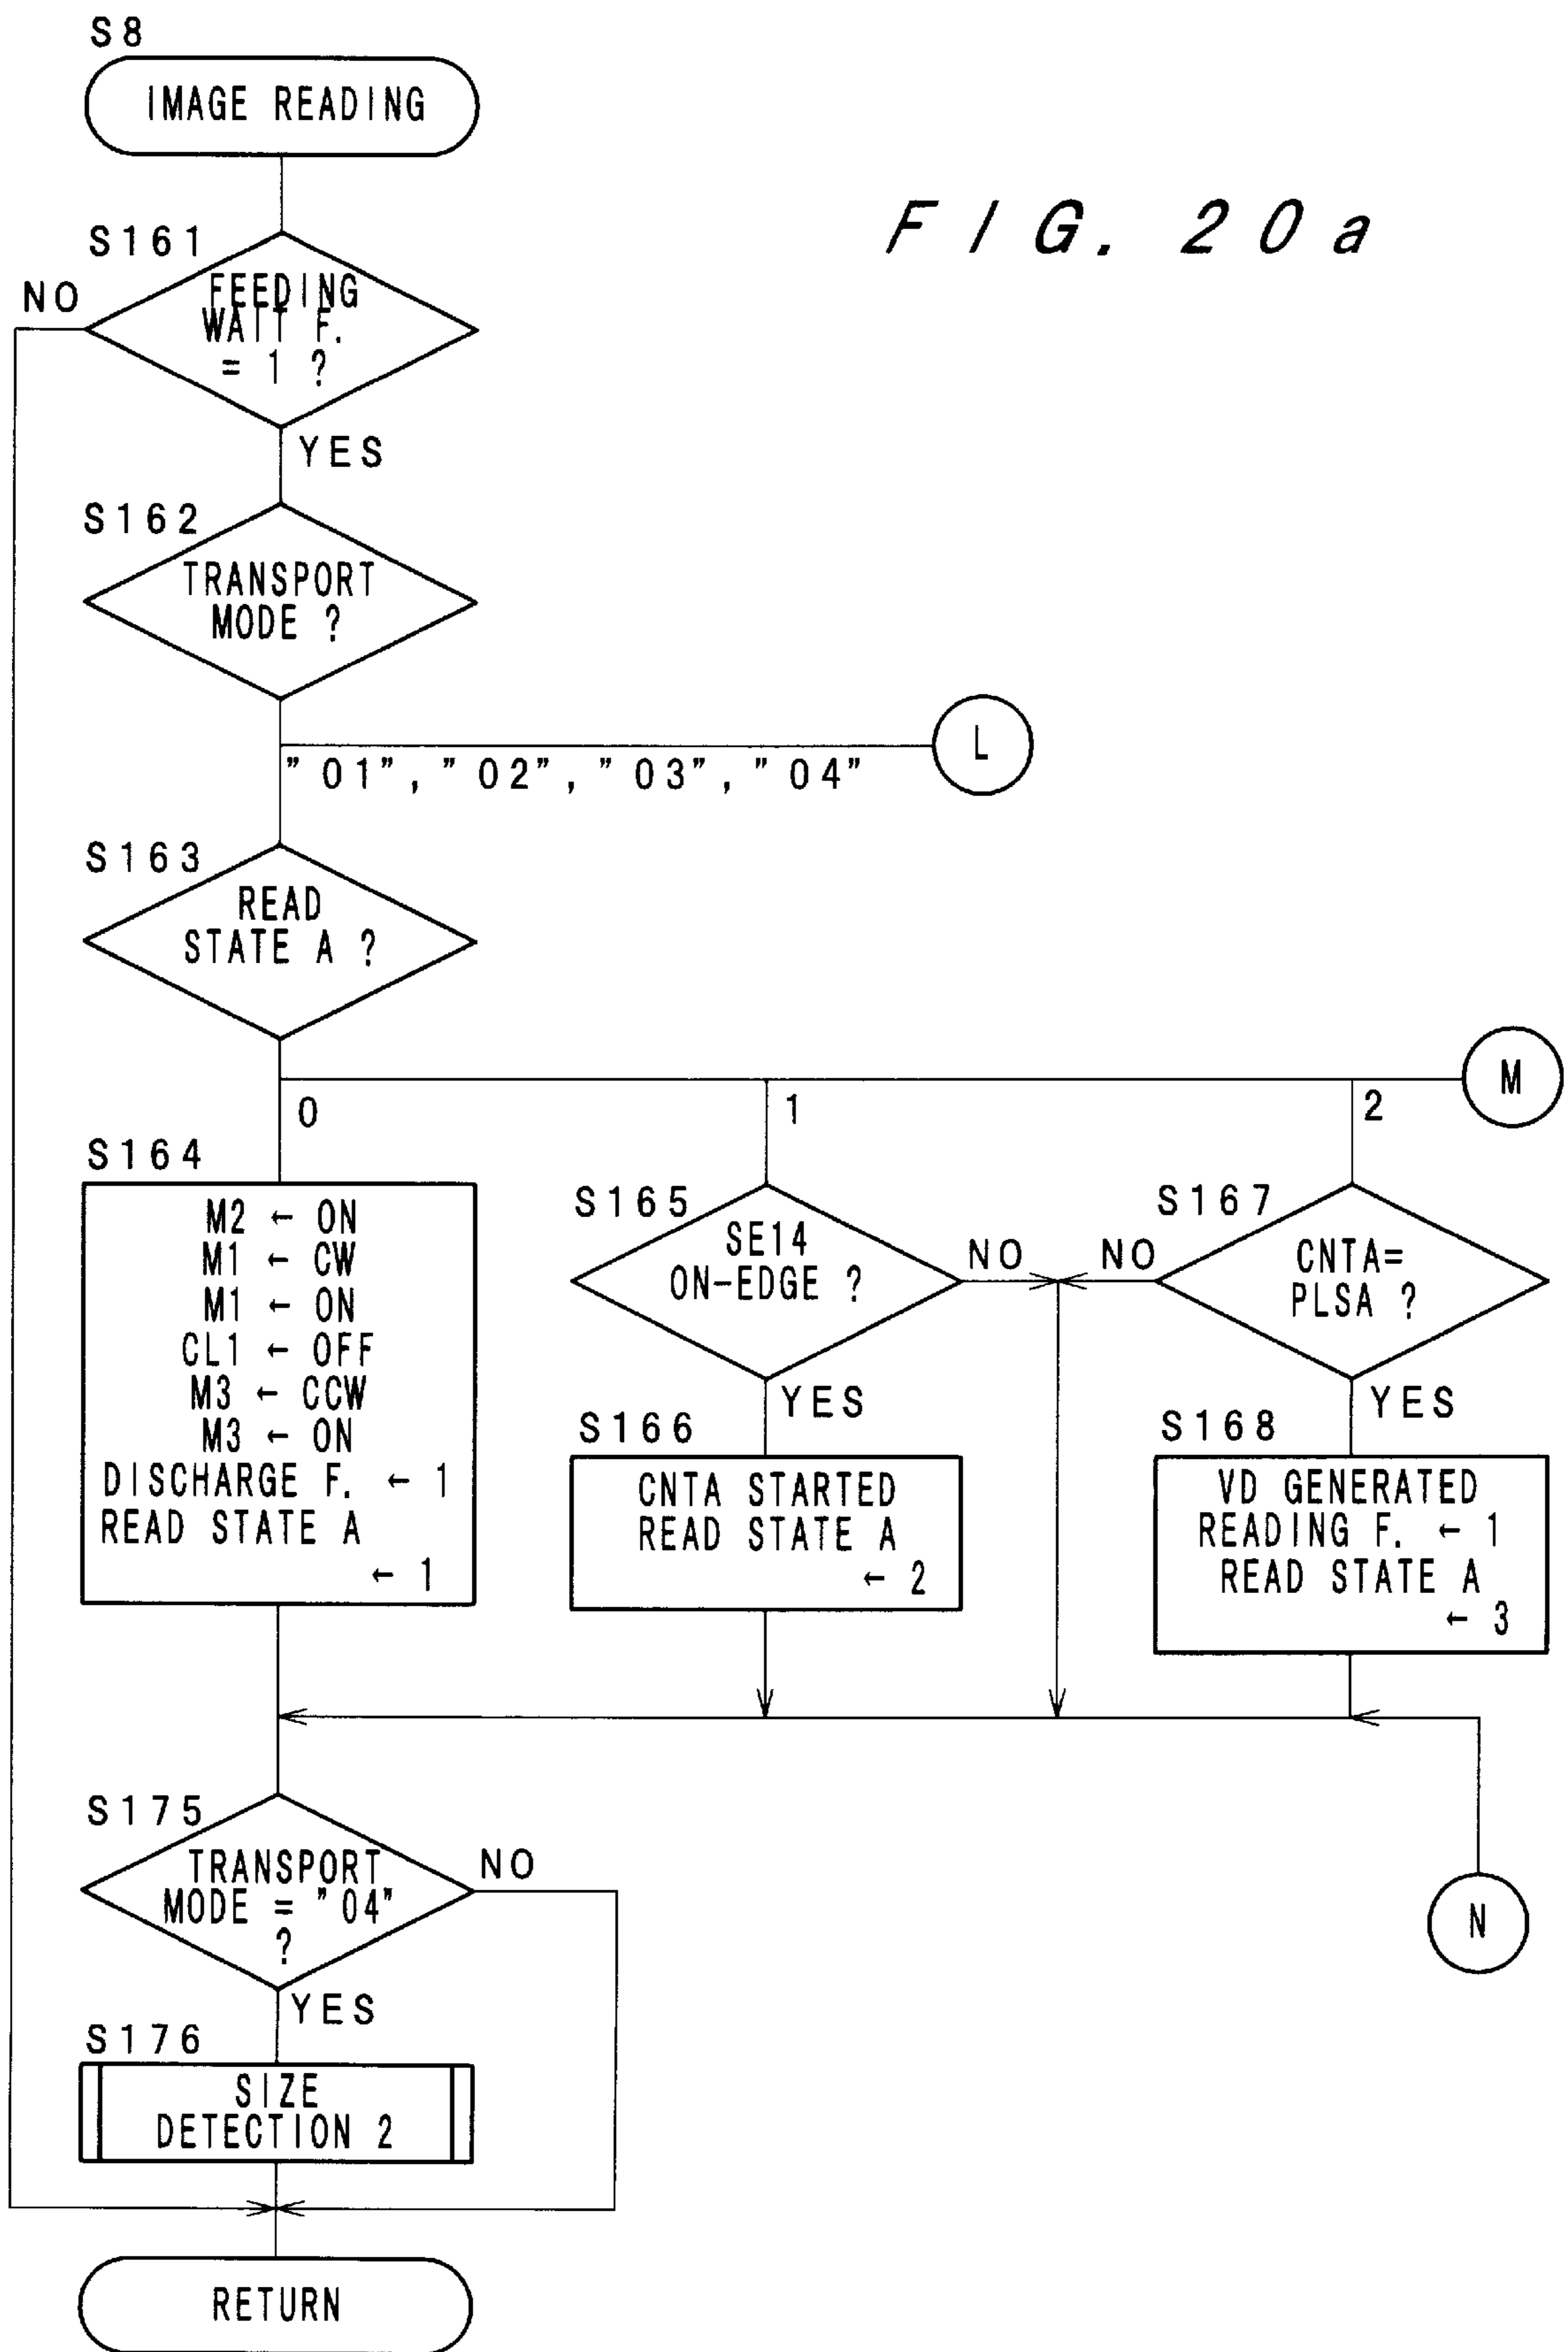 S8
IMAGE READING
FIG. 20a
S161
NO
FEEDING
WAIT F.
= 1 ?
YES
S162
TRANSPORT
MODE ?
L
"01", "02", "03", "04"
S163
READ
STATE A ?
M
0
1
2
S164
M2 ← ON
M1 ← CW
M1 ← ON
CL1 ← OFF
M3 ← CCW
M3 ← ON
DISCHARGE F. ← 1
READ STATE A
← 1
S165
SE14
ON-EDGE ?
NO
YES
S166
CNTA STARTED
READ STATE A
← 2
S167
NO
CNTA=
PLSA ?
YES
S168
VD GENERATED
READING F. ← 1
READ STATE A
← 3
S175
TRANSPORT
MODE = "04"
?
NO
YES
N
S176
SIZE
DETECTION 2
RETURN